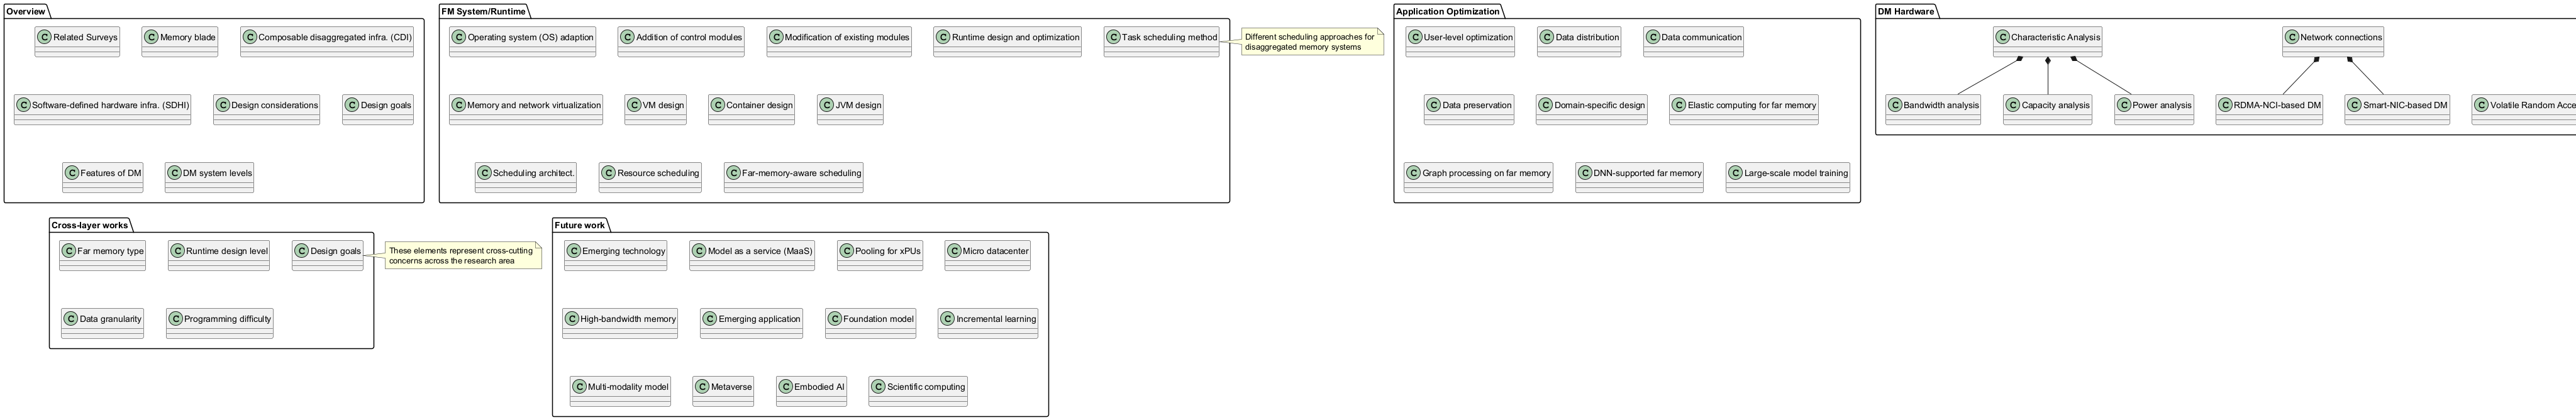 Overview
C Related Surveys
C Memory blade
C Composable disaggregated infra. (CDI)
C Software-defined hardware infra. (SDHI)
C Design considerations
C Design goals
C Features of DM
C DM system levels
FM System/Runtime
C Operating system (OS) adaption
C Addition of control modules
C Modification of existing modules
C Runtime design and optimization
C Task scheduling method
Different scheduling approaches for
disaggregated memory systems
C Memory and network virtualization
C VM design
C Container design
C JVM design
C Scheduling architect.
C Resource scheduling
C Far-memory-aware scheduling
Application Optimization
C User-level optimization
C Data distribution
C Data communication
C Data preservation
C Domain-specific design
C Elastic computing for far memory
C Graph processing on far memory
C DNN-supported far memory
C Large-scale model training
DM Hardware
C Characteristic Analysis
C Network connections
C Bandwidth analysis
C Capacity analysis
C Power analysis
C RDMA-NCI-based DM
C Smart-NIC-based DM
C Volatile Random Acce
Cross-layer works
C Far memory type
C Runtime design level
C Design goals
These elements represent cross-cutting
concerns across the research area
C Data granularity
C Programming difficulty
Future work
C Emerging technology
C Model as a service (MaaS)
C Pooling for xPUs
C Micro datacenter
C High-bandwidth memory
C Emerging application
C Foundation model
C Incremental learning
C Multi-modality model
C Metaverse
C Embodied AI
C Scientific computing